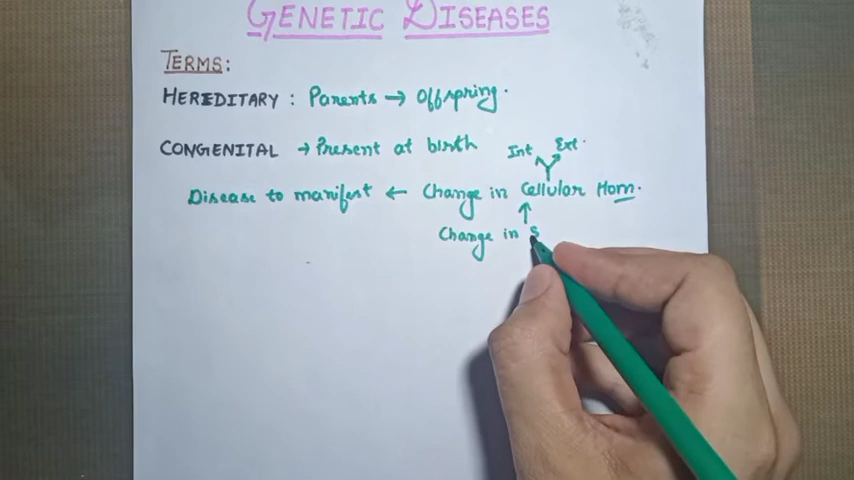 GENETIC DISEASES
TERMS:
HEREDITARY : Parents → Offspring.
CONGENITAL → Present at birth
Int Ext.
Disease to manifest ← Change in Cellular Hom.
Change in S